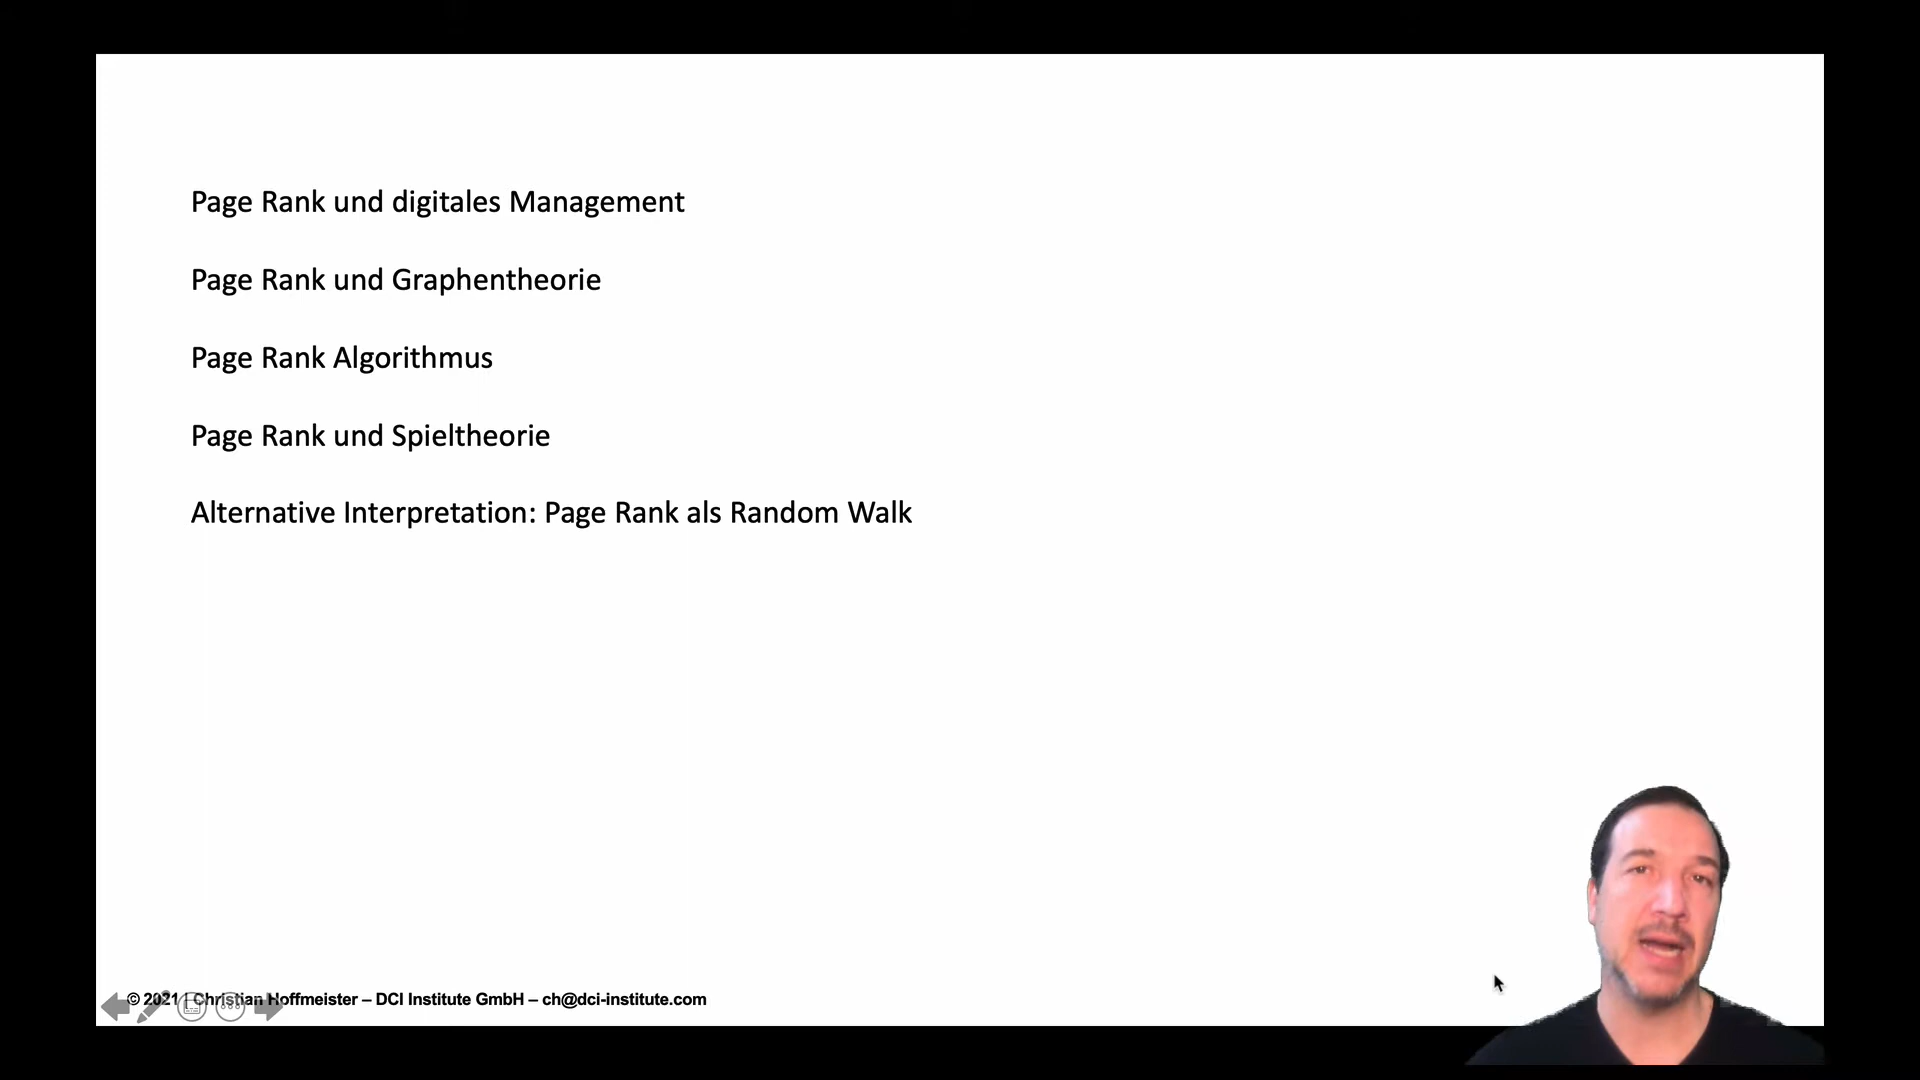 Page Rank und digitales Management
Page Rank und Graphentheorie
Page Rank Algorithmus
Page Rank und Spieltheorie
Alternative Interpretation: Page Rank als Random Walk
© 2021 | Christian Hoffmeister – DCI Institute GmbH – ch@dci-institute.com